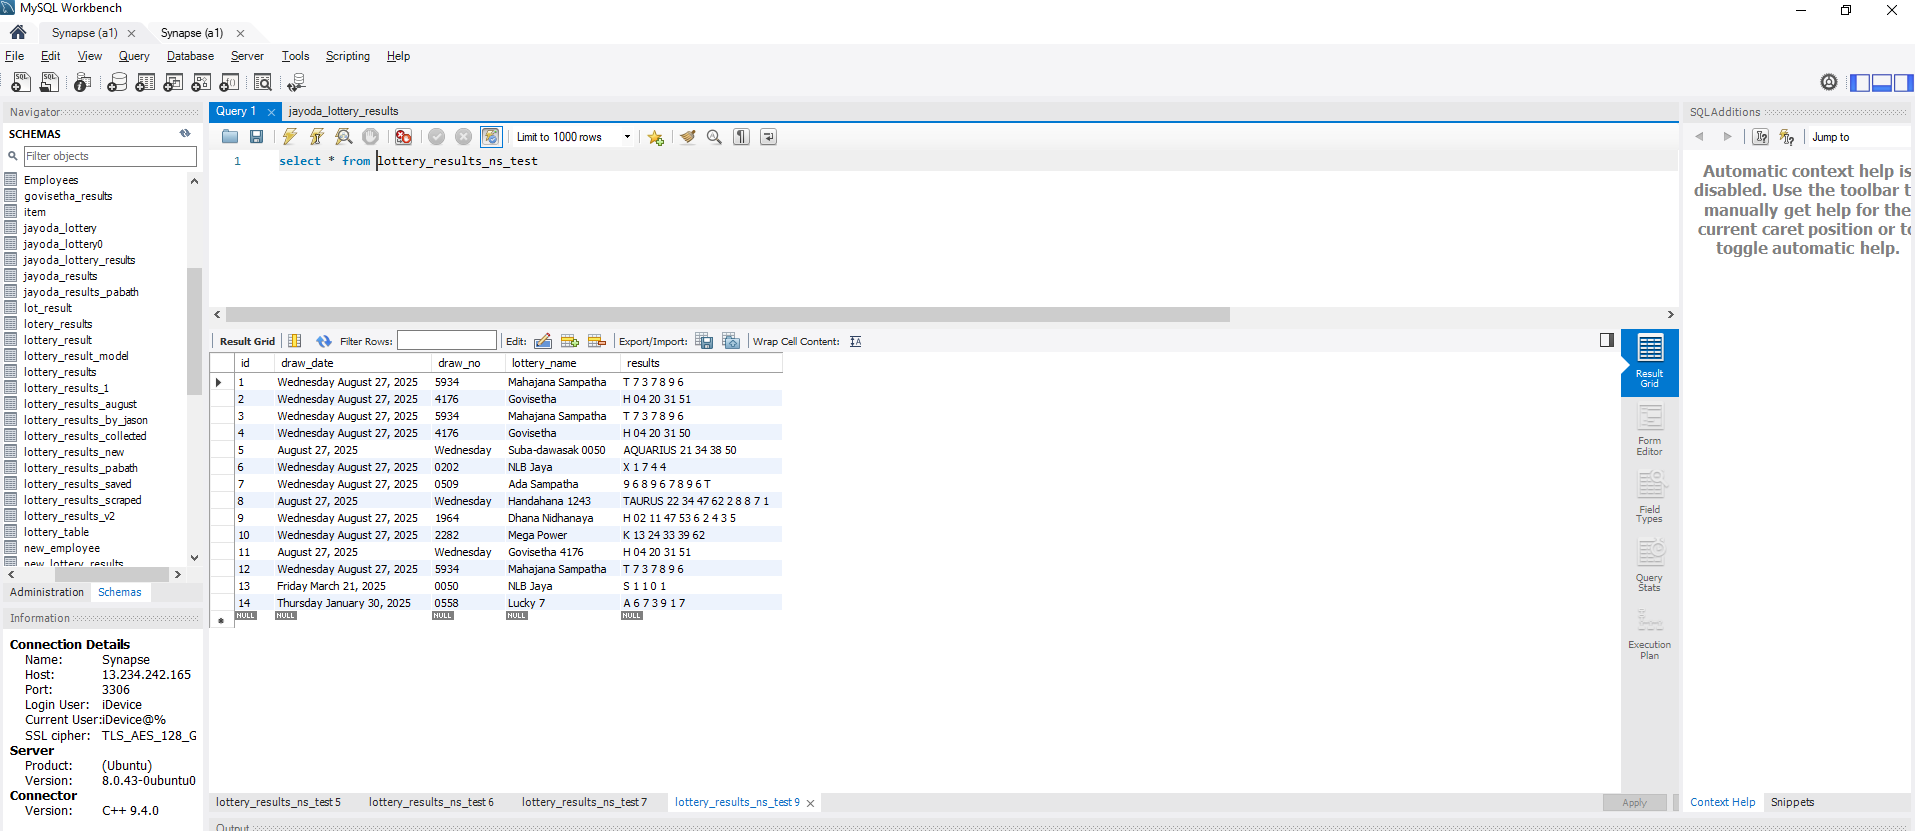 MySQL Workbench
Synapse (a1) Synapse (a1)
File Edit View Query Database Server Tools Scripting Help
Navigator
SCHEMAS
Filter objects
Employees
govisetha_results
item
jayoda_lottery
jayoda_lottery0
jayoda_lottery_results
jayoda_results
jayoda_results_pabath
lot_result
lotery_results
lottery_result
lottery_result_model
lottery_results
lottery_results_1
lottery_results_august
lottery_results_by_jason
lottery_results_collected
lottery_results_new
lottery_results_pabath
lottery_results_saved
lottery_results_scraped
lottery_results_v2
lottery_table
new_employee
new_lottery_results
Administration Schemas
Information
Connection Details
Name: Synapse
Host: 13.234.242.165
Port: 3306
Login User: iDevice
Current User:iDevice@%
SSL cipher: TLS_AES_128_G
Server
Product: (Ubuntu)
Version: 8.0.43-0ubuntu0
Connector
Version: C++ 9.4.0
Query 1 jayoda_lottery_results
Limit to 1000 rows
1 select * from lottery_results_ns_test
Result Grid Filter Rows: Edit: Export/Import: Wrap Cell Content:
id draw_date draw_no lottery_name results
1 Wednesday August 27, 2025 5934 Mahajana Sampatha T 7 3 7 8 9 6
2 Wednesday August 27, 2025 4176 Govisetha H 04 20 31 51
3 Wednesday August 27, 2025 5934 Mahajana Sampatha T 7 3 7 8 9 6
4 Wednesday August 27, 2025 4176 Govisetha H 04 20 31 50
5 August 27, 2025 Wednesday Suba-dawasak 0050 AQUARIUS 21 34 38 50
6 Wednesday August 27, 2025 0202 NLB Jaya X 1 7 4 4
7 Wednesday August 27, 2025 0509 Ada Sampatha 9 6 8 9 6 7 8 9 6 T
8 August 27, 2025 Wednesday Handahana 1243 TAURUS 22 34 47 62 2 8 8 7 1
9 Wednesday August 27, 2025 1964 Dhana Nidhanaya H 02 11 47 53 6 2 4 3 5
10 Wednesday August 27, 2025 2282 Mega Power K 13 24 33 39 62
11 August 27, 2025 Wednesday Govisetha 4176 H 04 20 31 51
12 Wednesday August 27, 2025 5934 Mahajana Sampatha T 7 3 7 8 9 6
13 Friday March 21, 2025 0050 NLB Jaya S 1 1 0 1
14 Thursday January 30, 2025 0558 Lucky 7 A 6 7 3 9 1 7
NULL NULL NULL NULL NULL
Result
Grid
Form
Editor
Field
Types
Query
Stats
Execution
Plan
lottery_results_ns_test 5 lottery_results_ns_test 6 lottery_results_ns_test 7 lottery_results_ns_test 9
Apply
Output
SQLAdditions
Jump to
Automatic context help is
disabled. Use the toolbar t
manually get help for the
current caret position or to
toggle automatic help.
Context Help Snippets